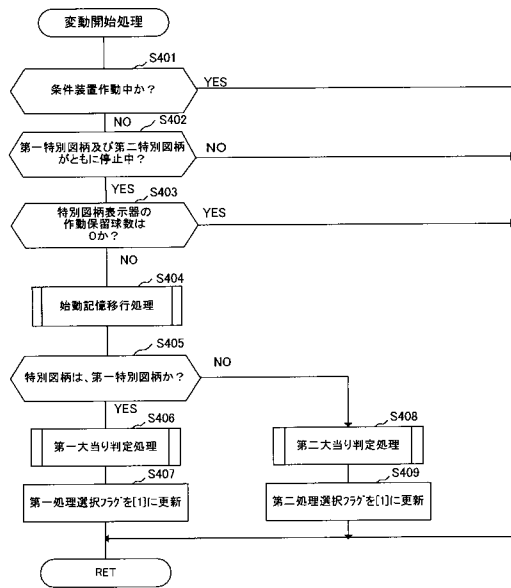 変動開始処理
S401
条件装置作動中か？
YES
NO
S402
第一特別図柄及び第二特別図柄
がともに停止中？
NO
YES
S403
特別図柄表示器の
作動保留球数は
0か？
YES
NO
S404
始動記憶移行処理
S405
特別図柄は、第一特別図柄か？
NO
YES
S406
第一大当り判定処理
S408
第二大当り判定処理
S407
第一処理選択フラグを[1]に更新
S409
第二処理選択フラグを[1]に更新
RET